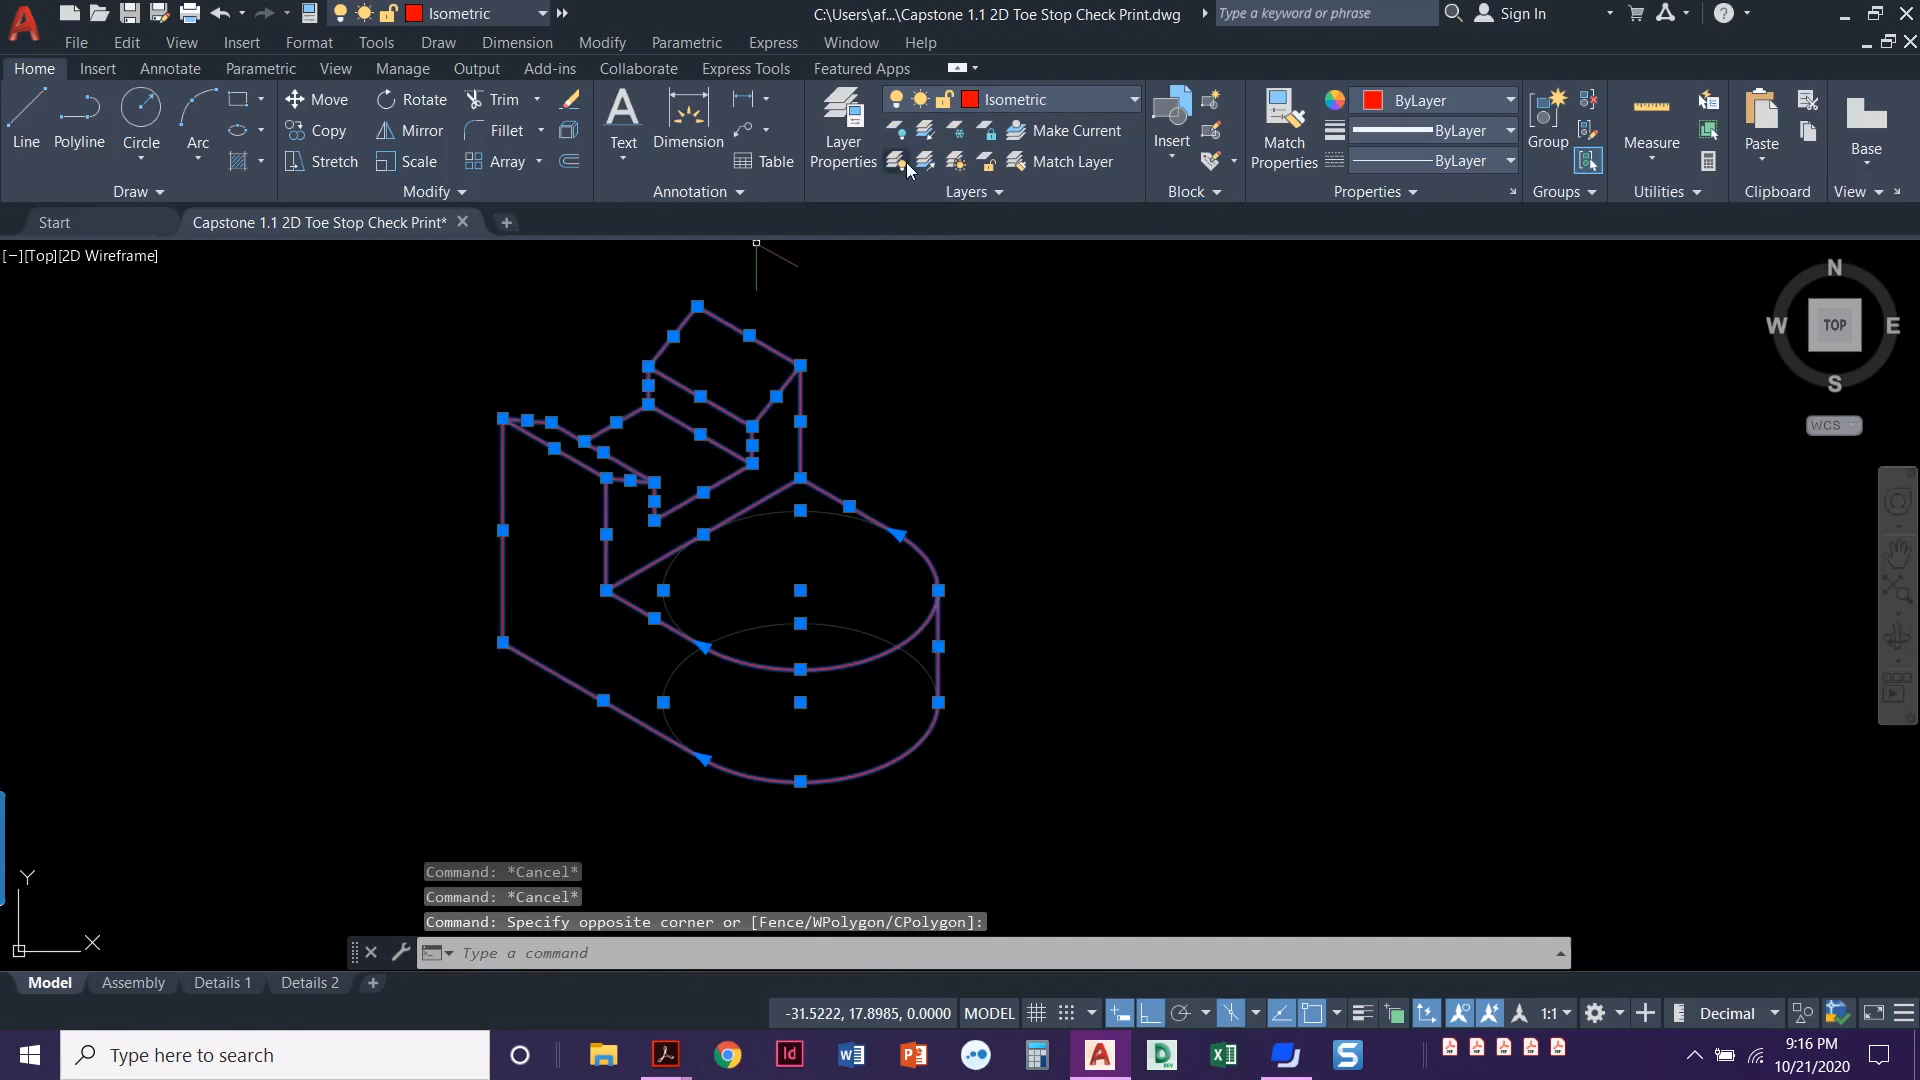 Isometric
C:\Users\af...\Capstone 1.1 2D Toe Stop Check Print.dwg
Type a keyword or phrase
Sign In
File Edit View Insert Format Tools Draw Dimension Modify Parametric Express Window Help
Home Insert Annotate Parametric View Manage Output Add-ins Collaborate Express Tools Featured Apps
Line Polyline Circle Arc
Draw
Move Rotate Trim
Copy Mirror Fillet
Stretch Scale Array
Modify
Text Dimension Table
Annotation
Layer Properties
Isometric
Make Current
Match Layer
Layers
Insert
Block
Match Properties
ByLayer
ByLayer
ByLayer
Properties
Group
Groups
Measure
Utilities
Paste
Clipboard
Base
View
Start
Capstone 1.1 2D Toe Stop Check Print*
[−][Top][2D Wireframe]
N
W TOP E
S
WCS
Y
X
Command: *Cancel*
Command: *Cancel*
Command: Specify opposite corner or [Fence/WPolygon/CPolygon]:
Type a command
Model Assembly Details 1 Details 2
-31.5222, 17.8985, 0.0000 MODEL 1:1 Decimal
Type here to search
9:16 PM
10/21/2020